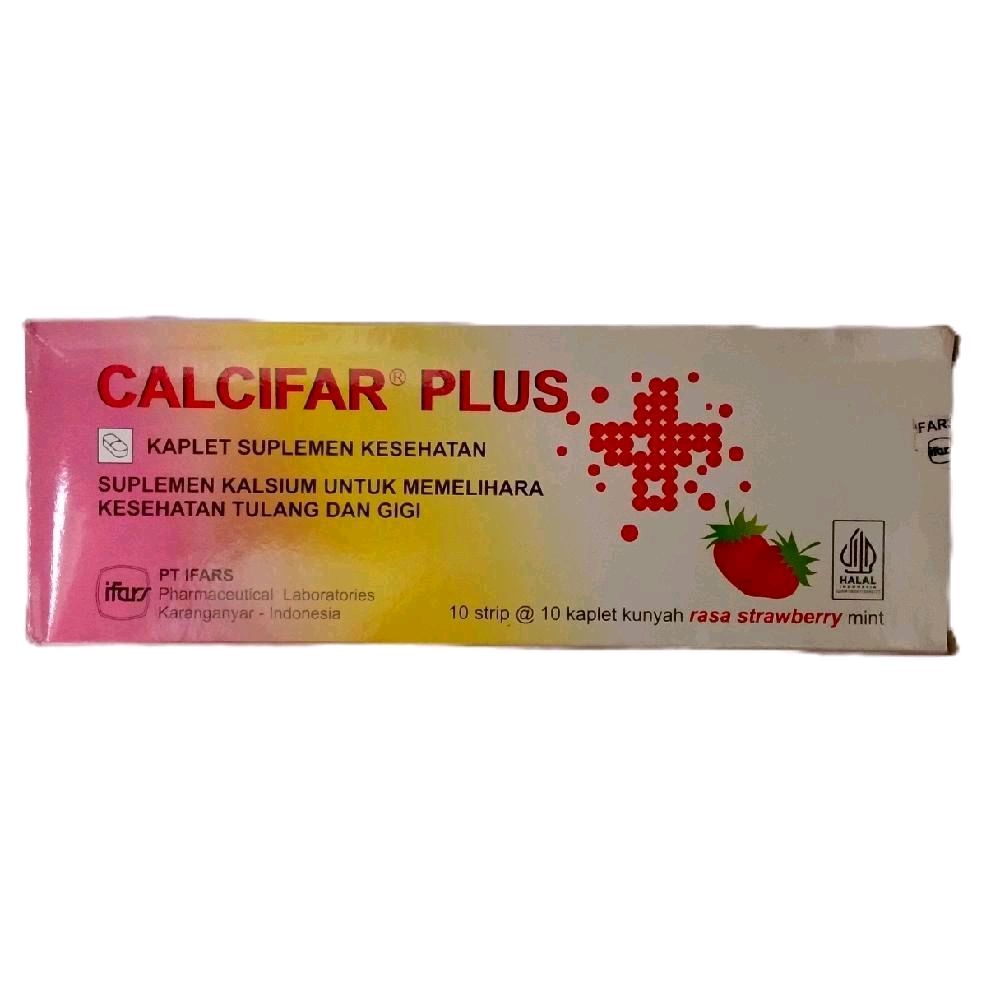 CALCIFAR® PLUS
KAPLET SUPLEMEN KESEHATAN
SUPLEMEN KALSIUM UNTUK MEMELIHARA
KESEHATAN TULANG DAN GIGI
ifars
PT IFARS
Pharmaceutical Laboratories
Karanganyar - Indonesia
10 strip @ 10 kaplet kunyah rasa strawberry mint
HALAL
INDONESIA